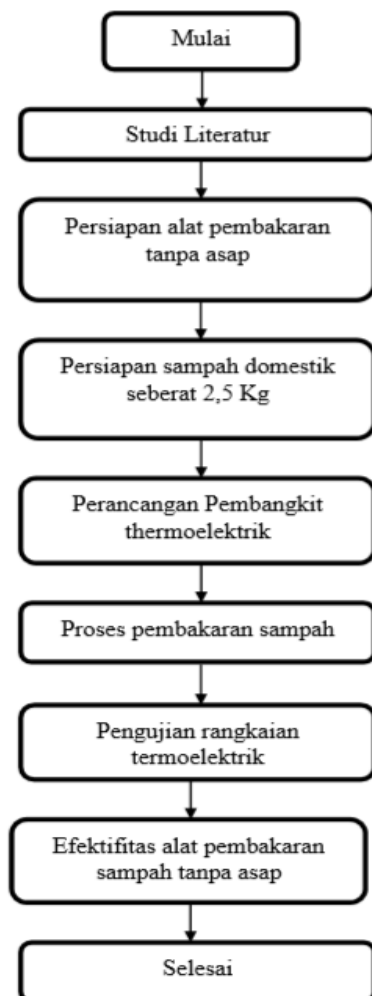 Mulai
Studi Literatur
Persiapan alat pembakaran
tanpa asap
Persiapan sampah domestik
seberat 2,5 Kg
Perancangan Pembangkit
thermoelektrik
Proses pembakaran sampah
Pengujian rangkaian
termoelektrik
Efektifitas alat pembakaran
sampah tanpa asap
Selesai